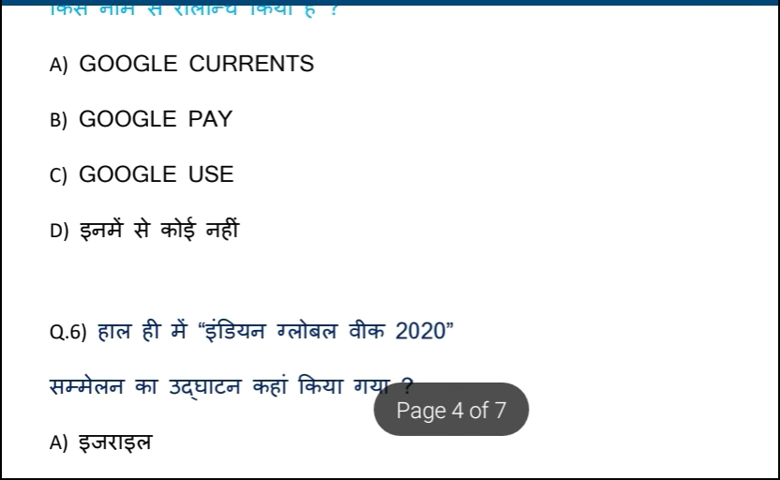 किस नाम से रीलॉन्च किया है ?
A) GOOGLE CURRENTS
B) GOOGLE PAY
C) GOOGLE USE
D) इनमें से कोई नहीं
Q.6) हाल ही में “इंडियन ग्लोबल वीक 2020”
सम्मेलन का उद्घाटन कहां किया गया ?
Page 4 of 7
A) इजराइल